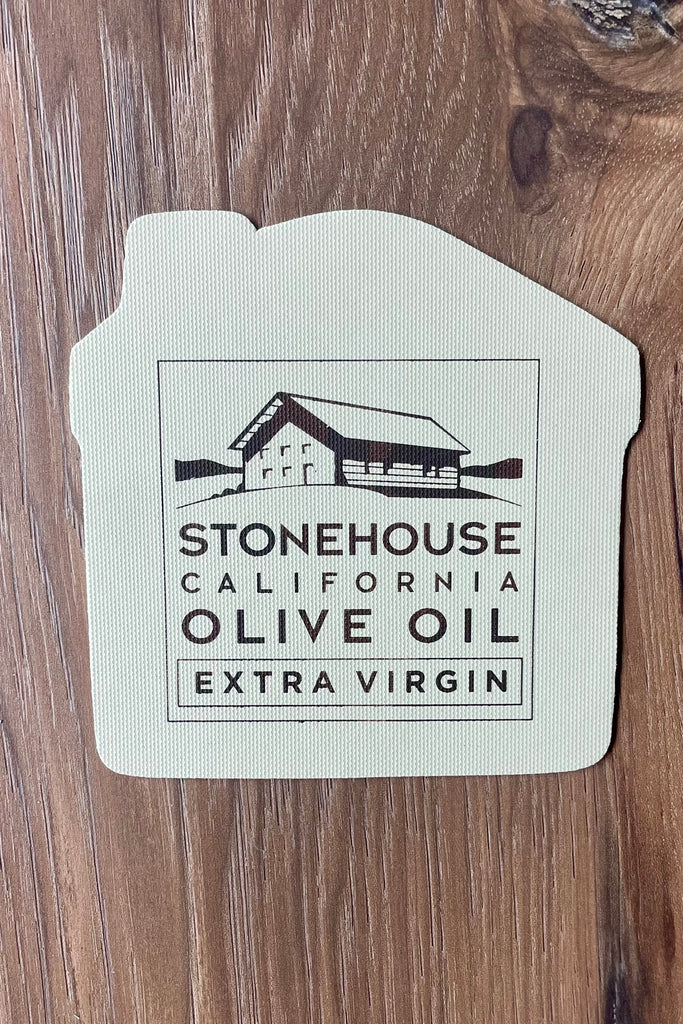 STONEHOUSE
CALIFORNIA
OLIVE OIL
EXTRA VIRGIN